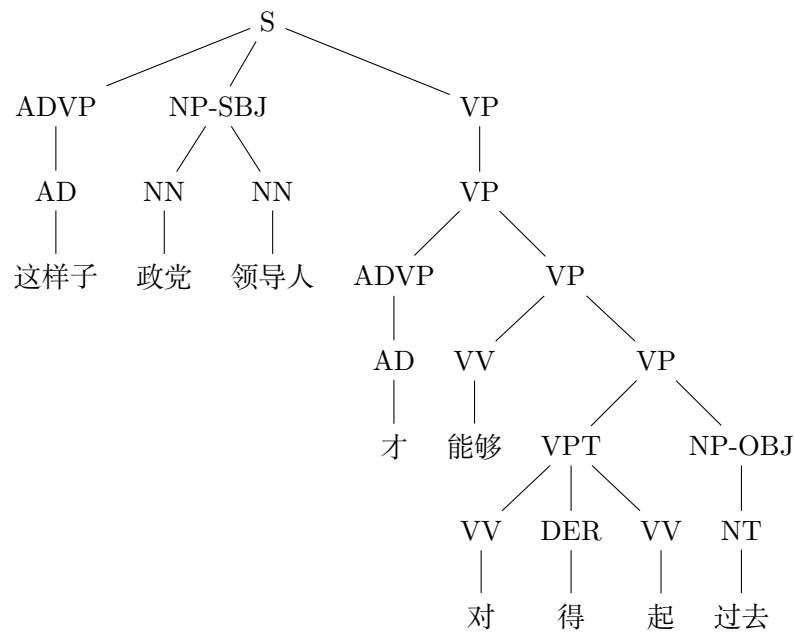 S
ADVP NP-SBJ VP
AD NN NN VP
这样子 政党 领导人 ADVP VP
AD VV VP
才 能够 VPT NP-OBJ
VV DER VV NT
对 得 起 过去